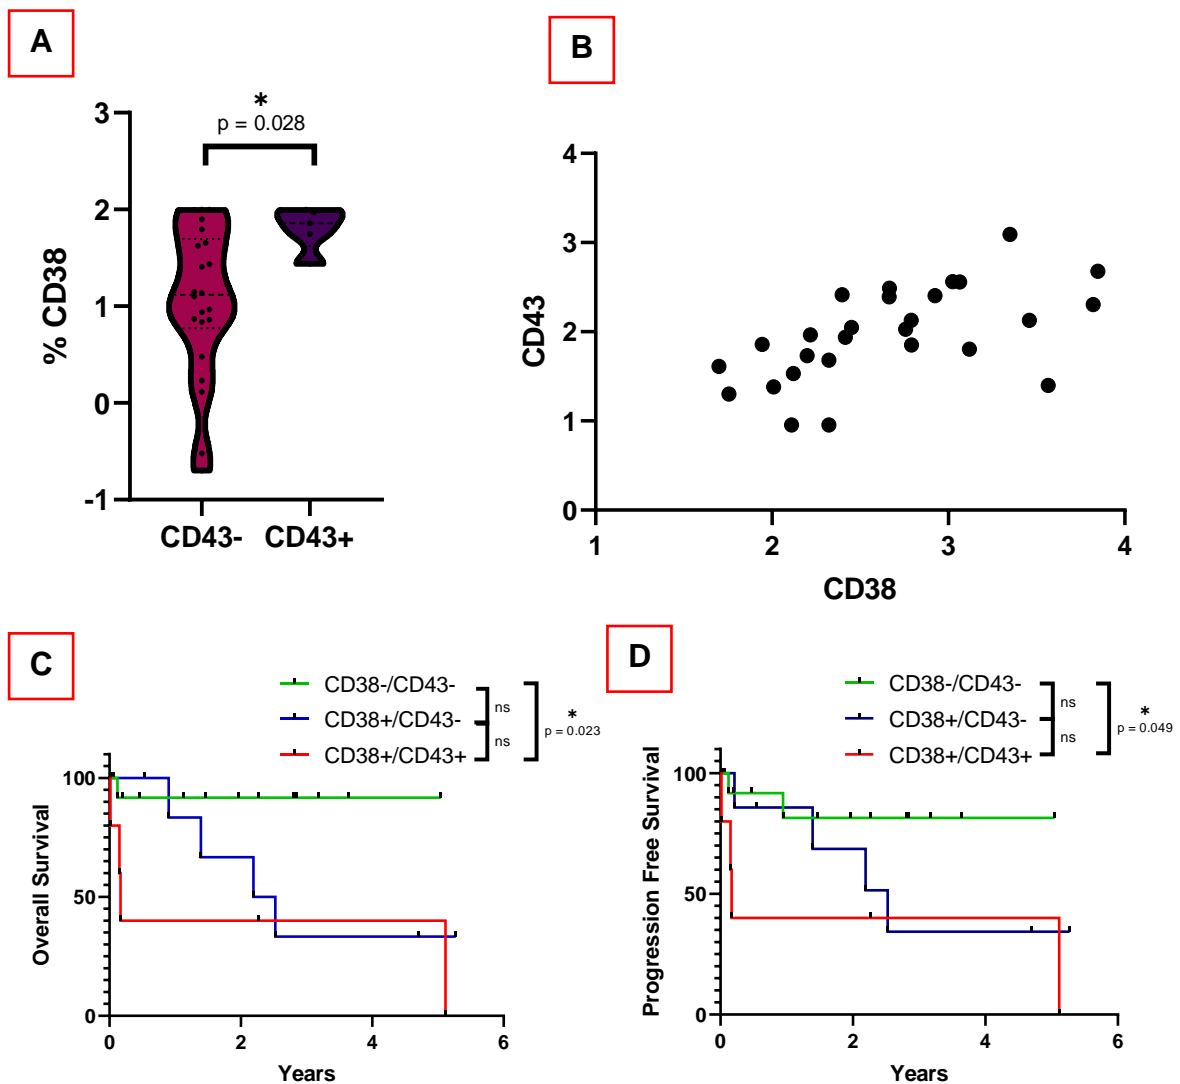 A
B
*
p = 0.028
3
2
1
0
-1
% CD38
CD43-
CD43+
4
3
2
1
0
CD43
1
2
3
4
CD38
C
D
CD38-/CD43-
CD38+/CD43-
CD38+/CD43+
ns
ns
*
p = 0.023
100
50
0
Overall Survival
0
2
4
6
Years
CD38-/CD43-
CD38+/CD43-
CD38+/CD43+
ns
ns
*
p = 0.049
100
50
0
Progression Free Survival
0
2
4
6
Years